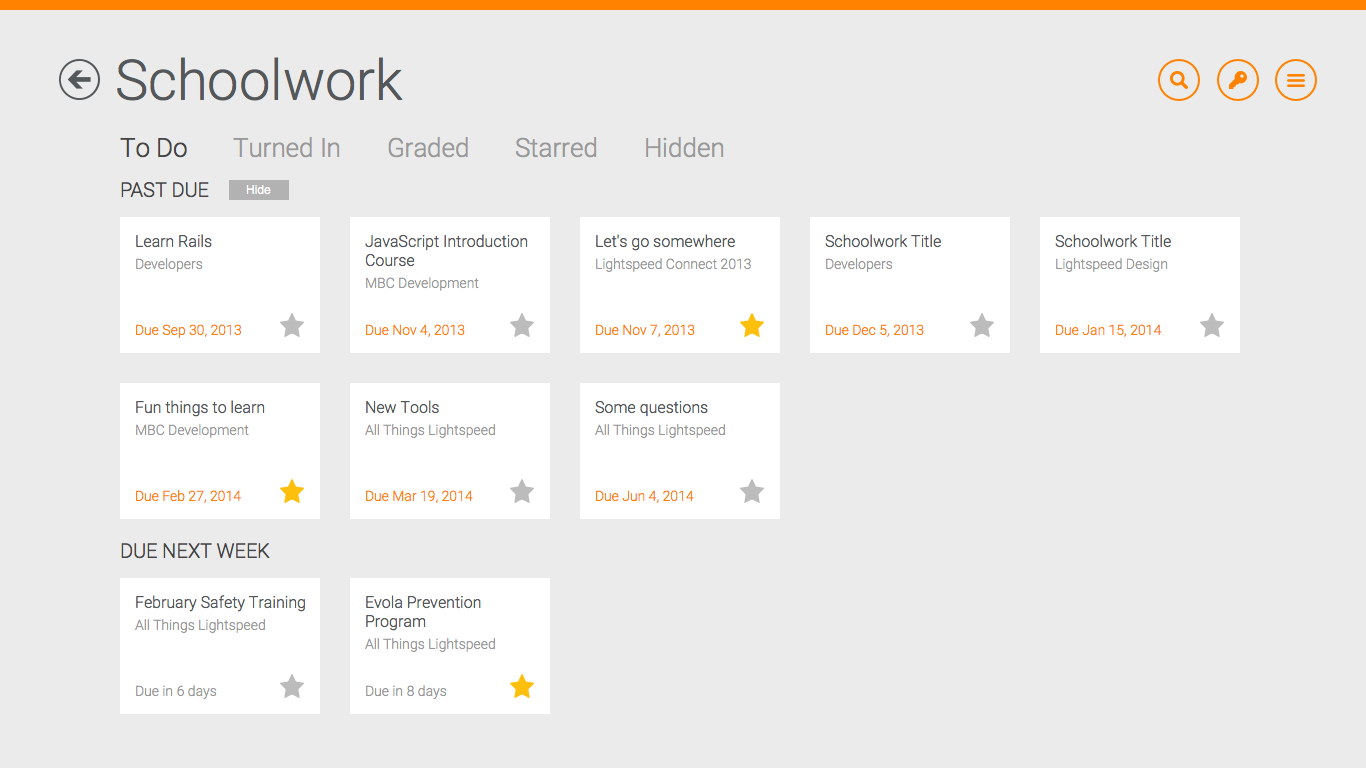 Schoolwork
To Do Turned In Graded Starred Hidden
PAST DUE Hide
Learn Rails
Developers
Due Sep 30, 2013
JavaScript Introduction
Course
MBC Development
Due Nov 4, 2013
Let's go somewhere
Lightspeed Connect 2013
Due Nov 7, 2013
Schoolwork Title
Developers
Due Dec 5, 2013
Schoolwork Title
Lightspeed Design
Due Jan 15, 2014
Fun things to learn
MBC Development
Due Feb 27, 2014
New Tools
All Things Lightspeed
Due Mar 19, 2014
Some questions
All Things Lightspeed
Due Jun 4, 2014
DUE NEXT WEEK
February Safety Training
All Things Lightspeed
Due in 6 days
Evola Prevention
Program
All Things Lightspeed
Due in 8 days